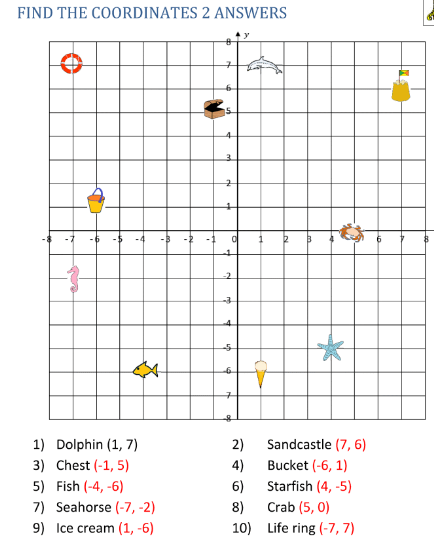 FIND THE COORDINATES 2 ANSWERS
y
8
7
6
5
4
3
2
1
-8 -7 -6 -5 -4 -3 -2 -1 0 1 2 3 4 5 6 7 8
-1
-2
-3
-4
-5
-6
7
-8
1) Dolphin (1, 7) 2) Sandcastle (7, 6)
3) Chest (-1, 5) 4) Bucket (-6, 1)
5) Fish (-4, -6) 6) Starfish (4, -5)
7) Seahorse (-7, -2) 8) Crab (5, 0)
9) Ice cream (1, -6) 10) Life ring (-7, 7)